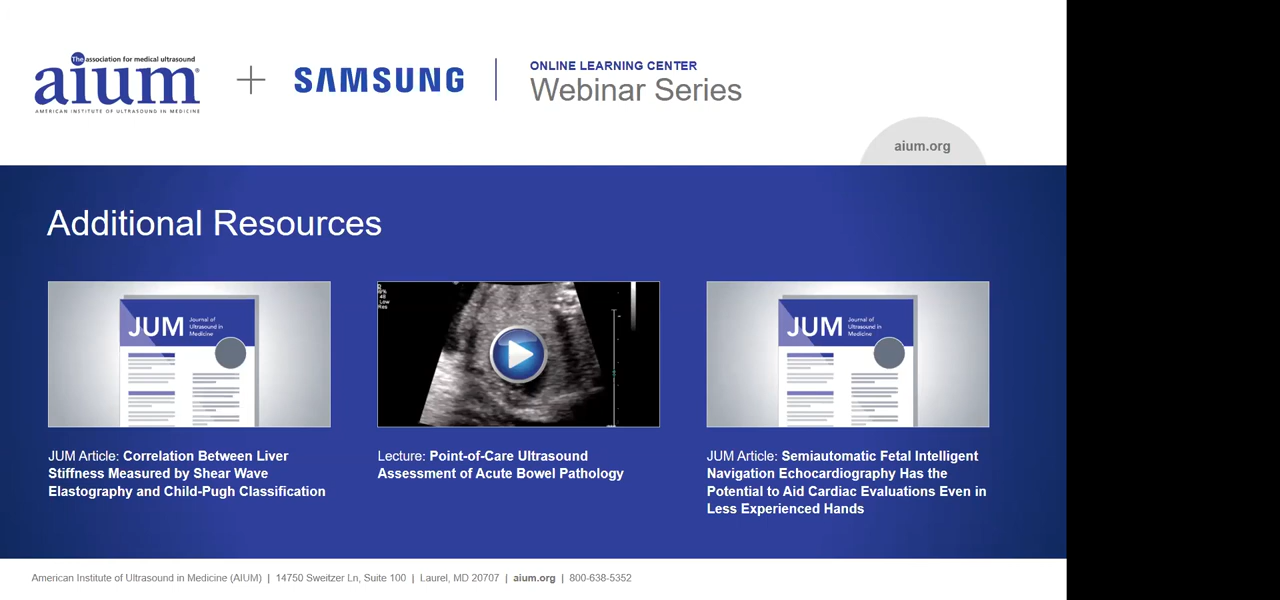 The association for medical ultrasound
aium®
AMERICAN INSTITUTE OF ULTRASOUND IN MEDICINE
+
SAMSUNG
ONLINE LEARNING CENTER
Webinar Series
aium.org
Additional Resources
JUM Journal of
Ultrasound in
Medicine
48
Low
Res
JUM Journal of
Ultrasound in
Medicine
JUM Article: Correlation Between Liver
Stiffness Measured by Shear Wave
Elastography and Child-Pugh Classification
Lecture: Point-of-Care Ultrasound
Assessment of Acute Bowel Pathology
JUM Article: Semiautomatic Fetal Intelligent
Navigation Echocardiography Has the
Potential to Aid Cardiac Evaluations Even in
Less Experienced Hands
American Institute of Ultrasound in Medicine (AIUM) | 14750 Sweitzer Ln, Suite 100 | Laurel, MD 20707 | aium.org | 800-638-5352